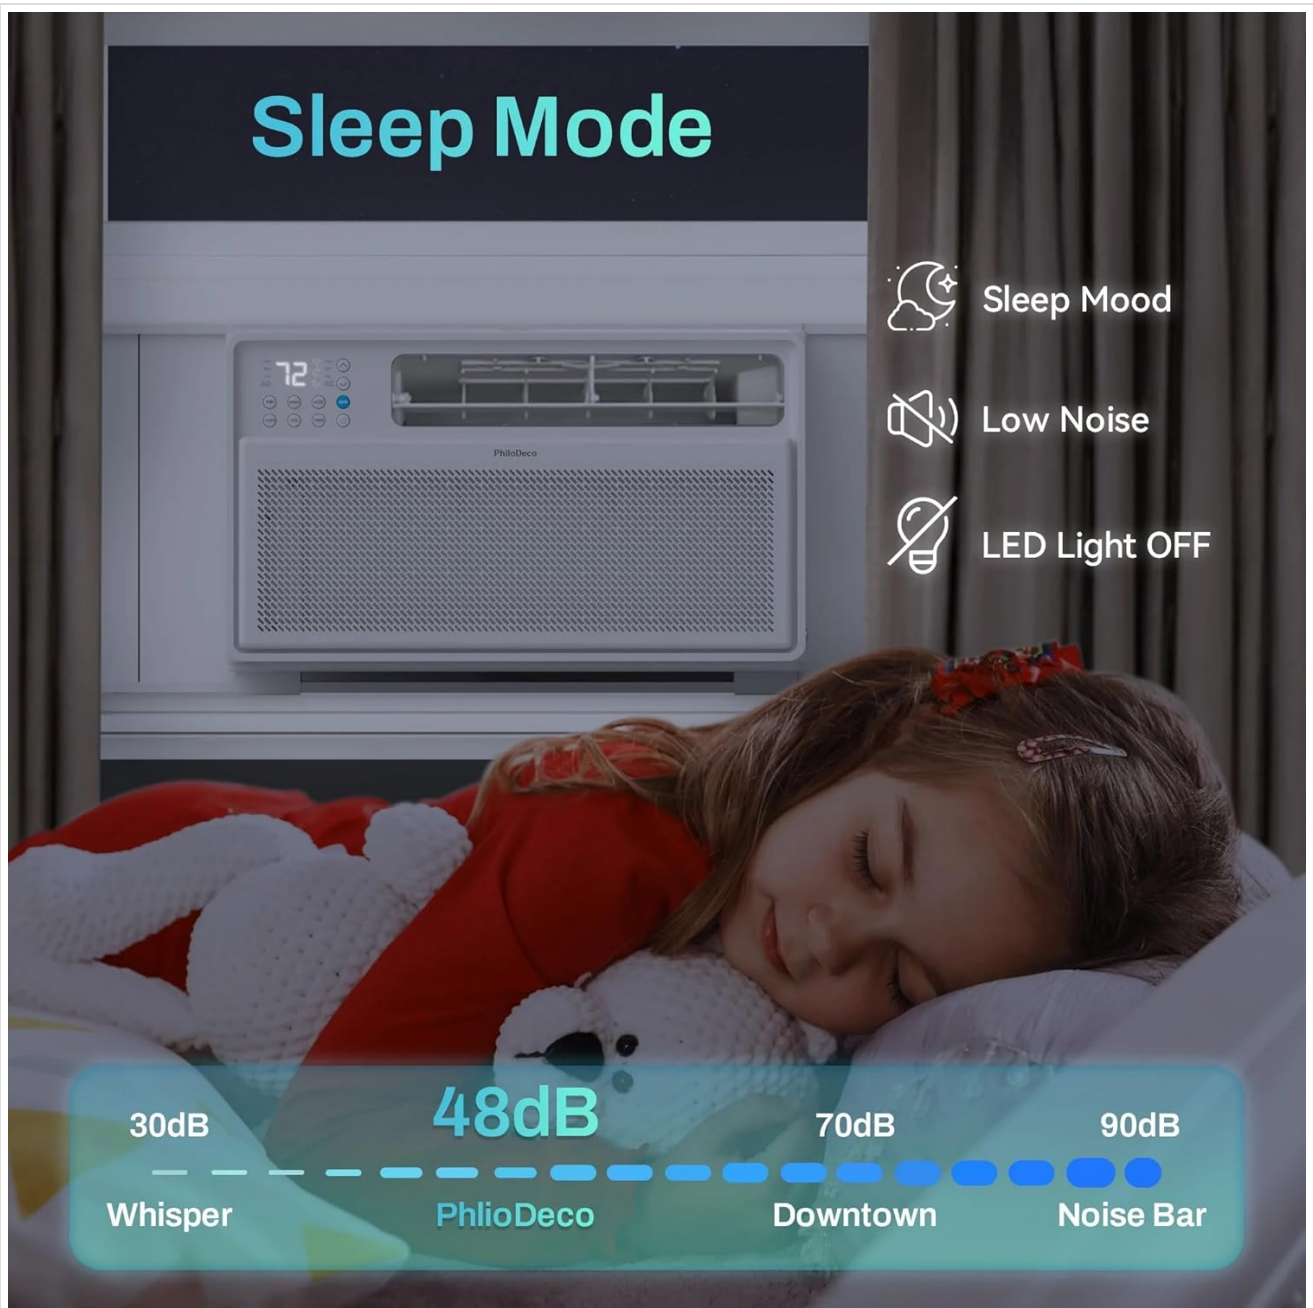 Sleep Mode
Sleep Mood
72
Low Noise
PhiloDeco
LED Light OFF
48dB
30dB
70dB
90dB
Whisper
PhlioDeco
Downtown
Noise Bar